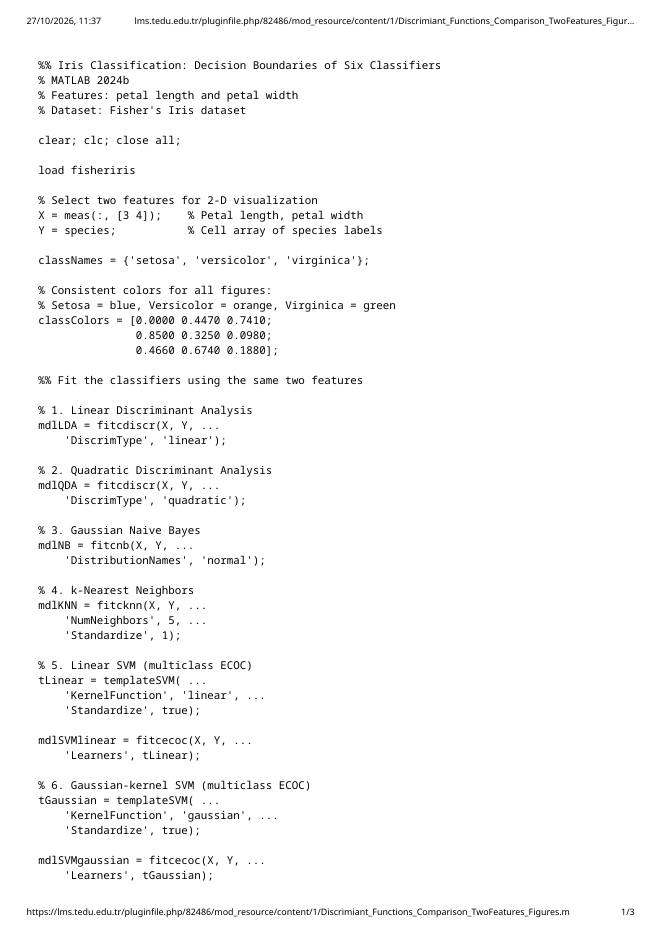 27/10/2026, 11:37 lms.tedu.edu.tr/pluginfile.php/82486/mod_resource/content/1/Discrimiant_Functions_Comparison_TwoFeatures_Figur...
%% Iris Classification: Decision Boundaries of Six Classifiers
% MATLAB 2024b
% Features: petal length and petal width
% Dataset: Fisher's Iris dataset

clear; clc; close all;

load fisheriris

% Select two features for 2-D visualization
X = meas(:, [3 4]);    % Petal length, petal width
Y = species;           % Cell array of species labels

classNames = {'setosa', 'versicolor', 'virginica'};

% Consistent colors for all figures:
% Setosa = blue, Versicolor = orange, Virginica = green
classColors = [0.0000 0.4470 0.7410;
               0.8500 0.3250 0.0980;
               0.4660 0.6740 0.1880];

%% Fit the classifiers using the same two features

% 1. Linear Discriminant Analysis
mdlLDA = fitcdiscr(X, Y, ...
    'DiscrimType', 'linear');

% 2. Quadratic Discriminant Analysis
mdlQDA = fitcdiscr(X, Y, ...
    'DiscrimType', 'quadratic');

% 3. Gaussian Naive Bayes
mdlNB = fitcnb(X, Y, ...
    'DistributionNames', 'normal');

% 4. k-Nearest Neighbors
mdlKNN = fitcknn(X, Y, ...
    'NumNeighbors', 5, ...
    'Standardize', 1);

% 5. Linear SVM (multiclass ECOC)
tLinear = templateSVM( ...
    'KernelFunction', 'linear', ...
    'Standardize', true);

mdlSVMlinear = fitcecoc(X, Y, ...
    'Learners', tLinear);

% 6. Gaussian-kernel SVM (multiclass ECOC)
tGaussian = templateSVM( ...
    'KernelFunction', 'gaussian', ...
    'Standardize', true);

mdlSVMgaussian = fitcecoc(X, Y, ...
    'Learners', tGaussian);
https://lms.tedu.edu.tr/pluginfile.php/82486/mod_resource/content/1/Discrimiant_Functions_Comparison_TwoFeatures_Figures.m 1/3